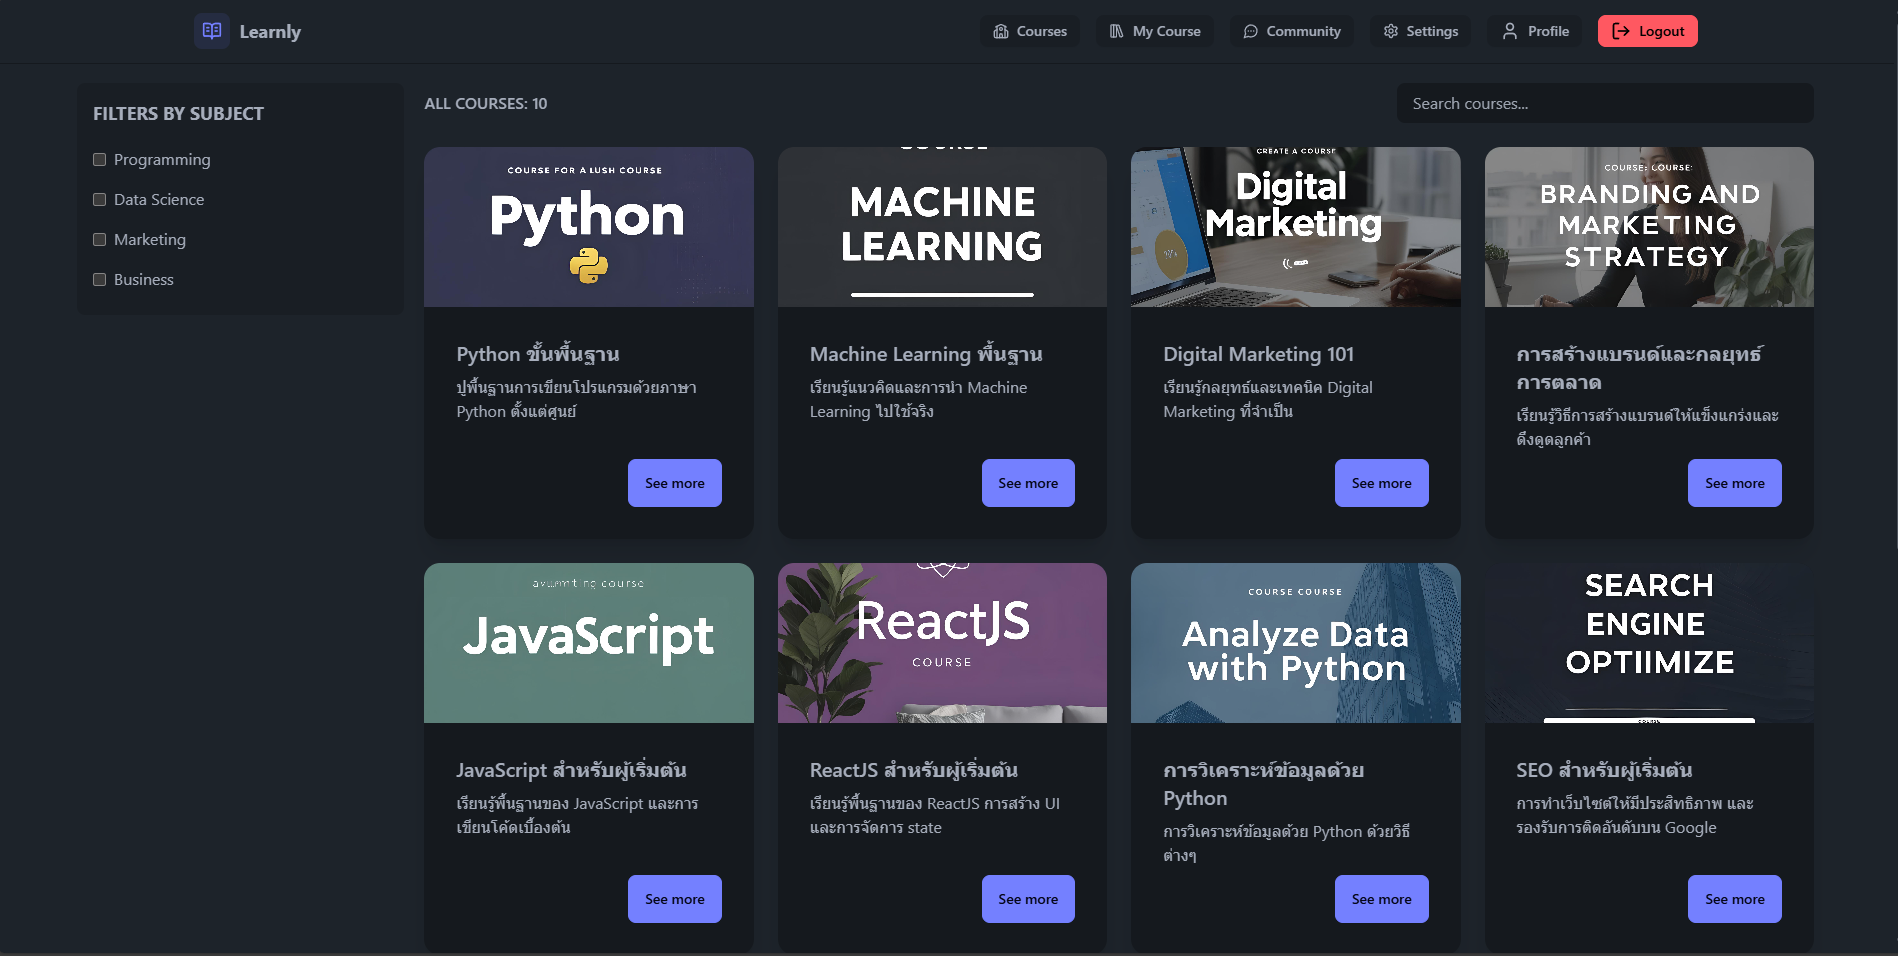 Learnly
Courses
My Course
Community
Settings
Profile
Logout
FILTERS BY SUBJECT
Programming
Data Science
Marketing
Business
ALL COURSES: 10
Search courses...
COURSE FOR A LUSH COURSE
Python
Python ขั้นพื้นฐาน
ปูพื้นฐานการเขียนโปรแกรมด้วยภาษา
Python ตั้งแต่ศูนย์
See more
COURSE
MACHINE
LEARNING
Machine Learning พื้นฐาน
เรียนรู้แนวคิดและการนำ Machine
Learning ไปใช้จริง
See more
CREATE A COURSE
Digital
Marketing
Digital Marketing 101
เรียนรู้กลยุทธ์และเทคนิค Digital
Marketing ที่จำเป็น
See more
COURSE: COURSE:
BRANDING AND
MARKETING
STRATEGY
การสร้างแบรนด์และกลยุทธ์
การตลาด
เรียนรู้วิธีการสร้างแบรนด์ให้แข็งแกร่งและ
ดึงดูดลูกค้า
See more
course
JavaScript
JavaScript สำหรับผู้เริ่มต้น
เรียนรู้พื้นฐานของ JavaScript และการ
เขียนโค้ดเบื้องต้น
See more
ReactJS
COURSE
ReactJS สำหรับผู้เริ่มต้น
เรียนรู้พื้นฐานของ ReactJS การสร้าง UI
และการจัดการ state
See more
COURSE COURSE
Analyze Data
with Python
การวิเคราะห์ข้อมูลด้วย
Python
การวิเคราะห์ข้อมูลด้วย Python ด้วยวิธี
ต่างๆ
See more
SEARCH
ENGINE
OPTIIMIZE
SEO สำหรับผู้เริ่มต้น
การทำเว็บไซต์ให้มีประสิทธิภาพ และ
รองรับการติดอันดับบน Google
See more